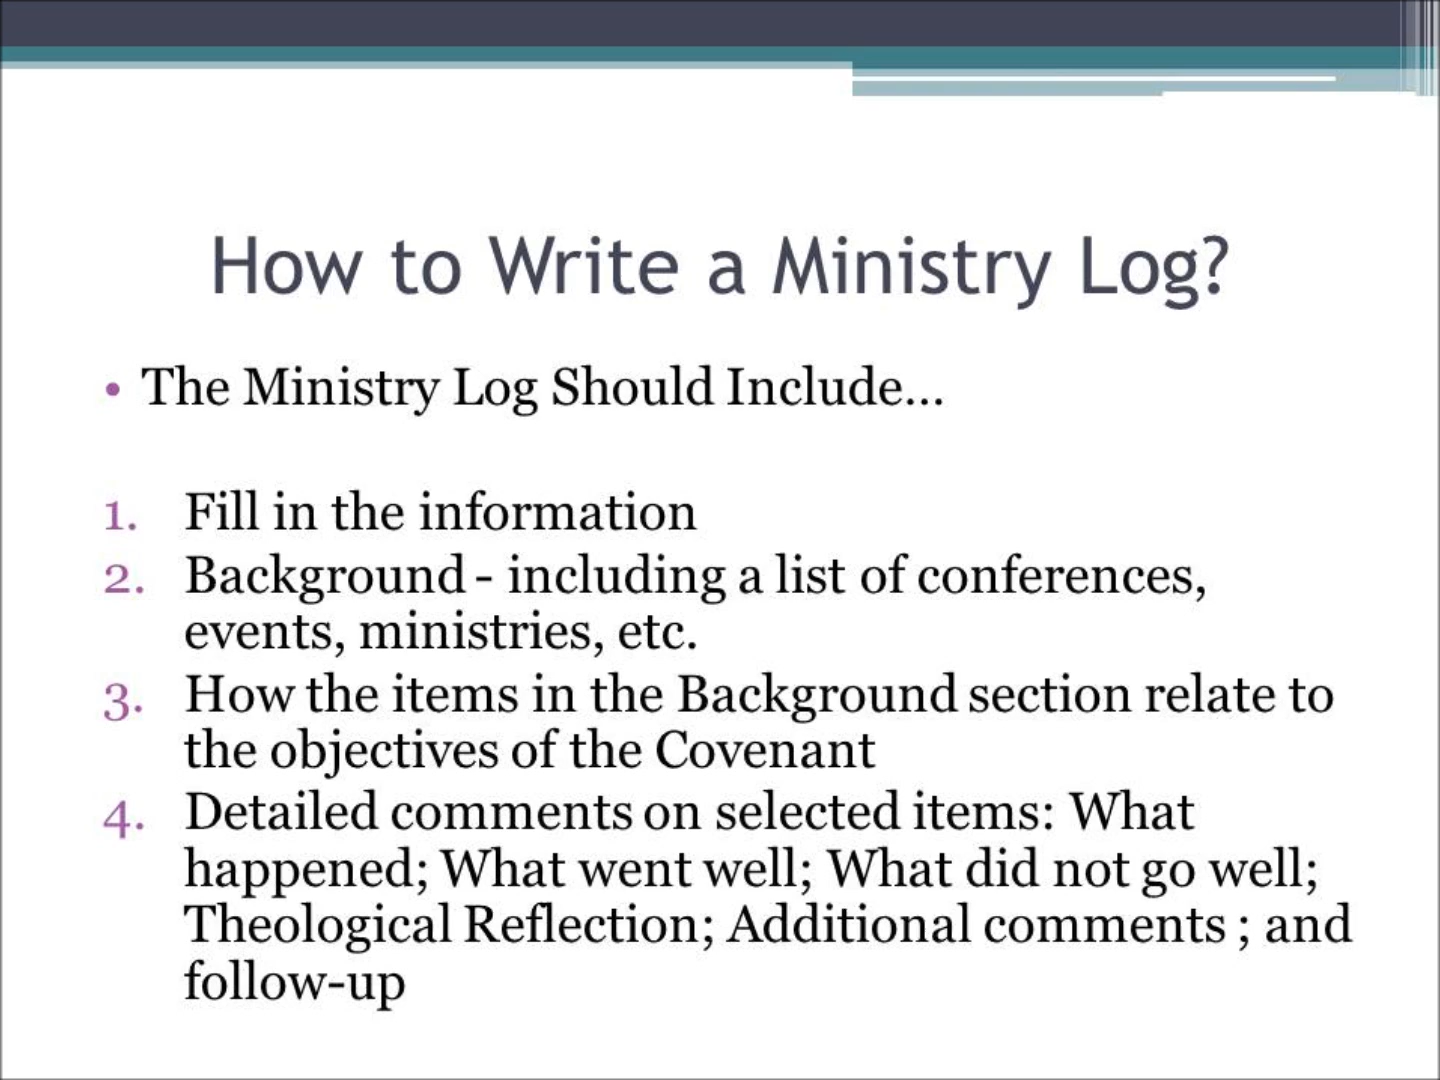 How to Write a Ministry Log?
• The Ministry Log Should Include...
1. Fill in the information
2. Background - including a list of conferences,
events, ministries, etc.
3. How the items in the Background section relate to
the objectives of the Covenant
4. Detailed comments on selected items: What
happened; What went well; What did not go well;
Theological Reflection; Additional comments ; and
follow-up